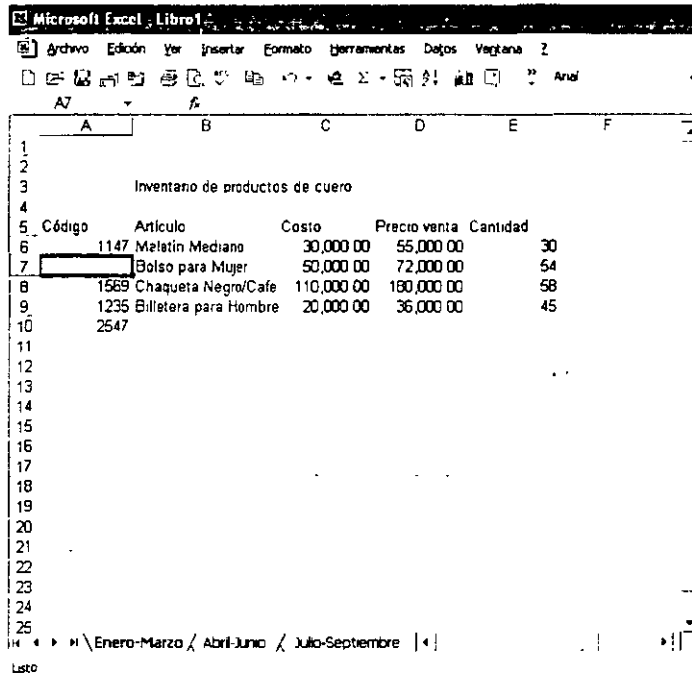 Microsoft Excel - Libro1
Archivo Edición Ver Insertar Formato Herramientas Datos Ventana ?
Σ » Arial
A7 fx
A B C D E F
1
2
3 Inventario de productos de cuero
4
5 Código Artículo Costo Precio venta Cantidad
6 1147 Maletín Mediano 30,000 00 55,000 00 30
7 Bolso para Mujer 50,000 00 72,000 00 54
8 1569 Chaqueta Negro/Cafe 110,000 00 180,000 00 58
9 1235 Billetera para Hombre 20,000 00 36,000 00 45
10 2547
11
12
13
14
15
16
17
18
19
20
21
22
23
24
25
Enero-Marzo / Abril-Junio / Julio-Septiembre
Listo